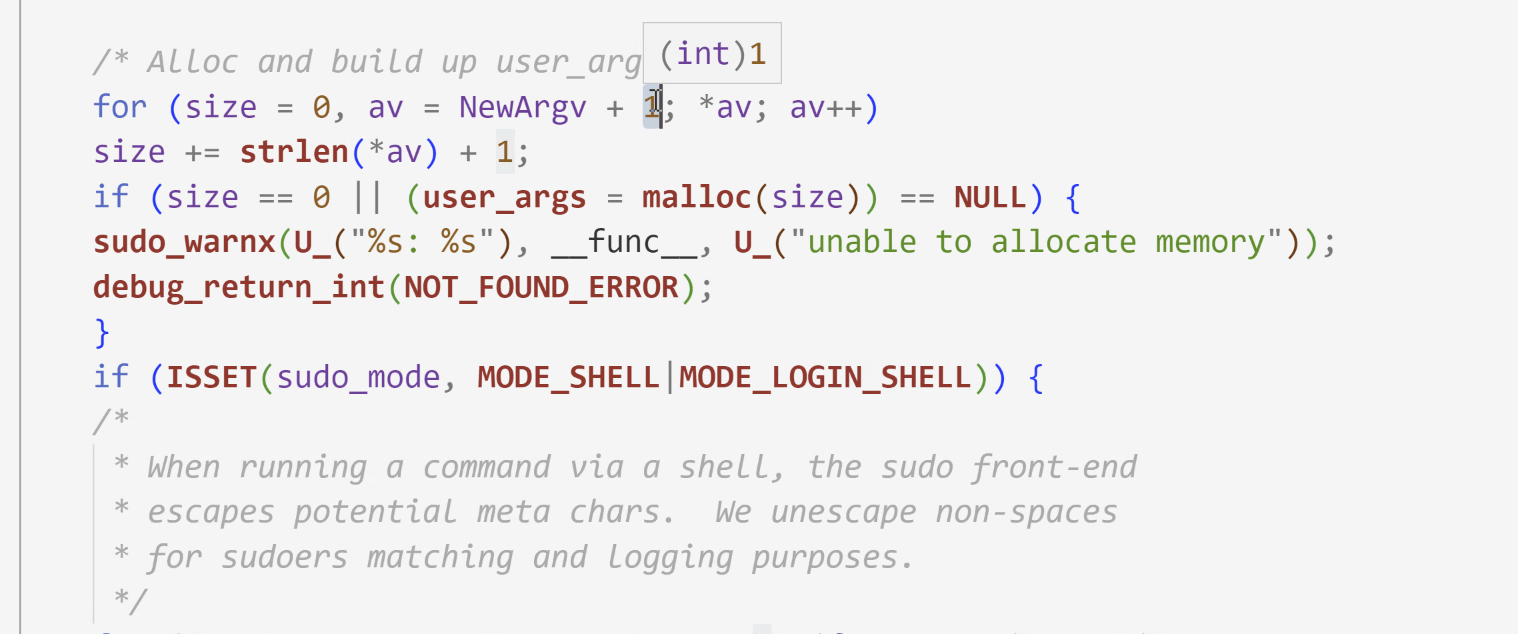 (int)1
/* Alloc and build up user_arg
for (size = 0, av = NewArgv + 1; *av; av++)
size += strlen(*av) + 1;
if (size == 0 || (user_args = malloc(size)) == NULL) {
sudo_warnx(U_("%s: %s"), __func__, U_("unable to allocate memory"));
debug_return_int(NOT_FOUND_ERROR);
}
if (ISSET(sudo_mode, MODE_SHELL|MODE_LOGIN_SHELL)) {
/*
* When running a command via a shell, the sudo front-end
* escapes potential meta chars.  We unescape non-spaces
* for sudoers matching and logging purposes.
*/